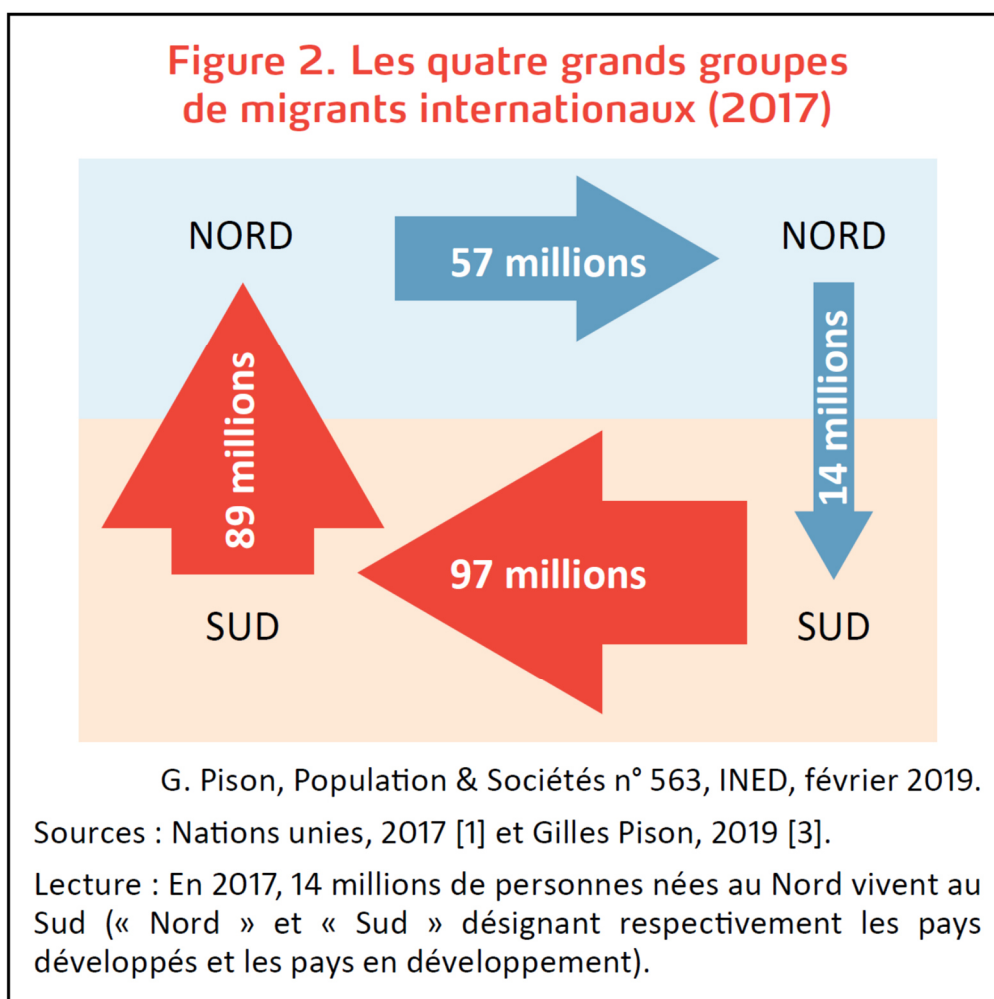 Figure 2. Les quatre grands groupes
de migrants internationaux (2017)
NORD
57 millions
NORD
89 millions
14 millions
97 millions
SUD
SUD
G. Pison, Population & Sociétés n° 563, INED, février 2019.
Sources : Nations unies, 2017 [1] et Gilles Pison, 2019 [3].
Lecture : En 2017, 14 millions de personnes nées au Nord vivent au
Sud (« Nord » et « Sud » désignant respectivement les pays
développés et les pays en développement).